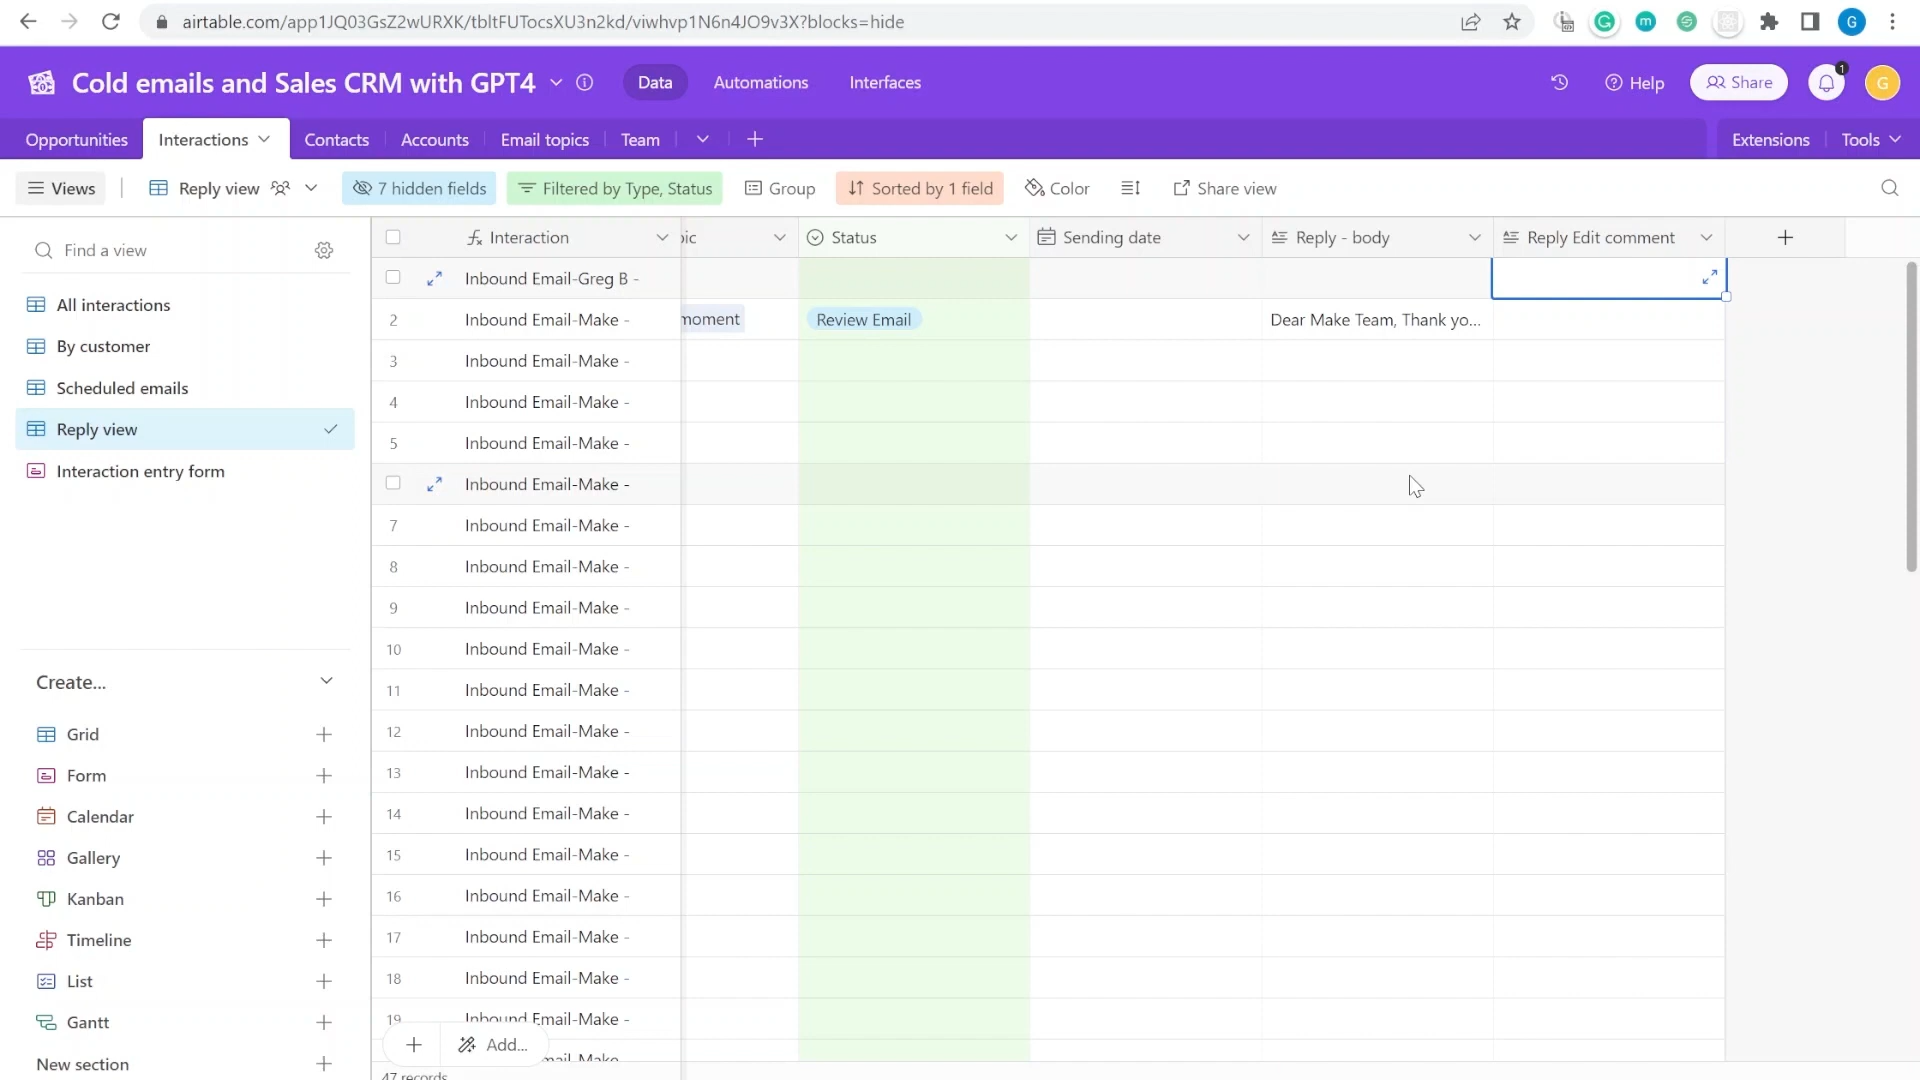 airtable.com/app1JQ03GsZ2wURXK/tbltFUTocsXU3n2kd/viwhvp1N6n4JO9v3X?blocks=hide
m
G
Cold emails and Sales CRM with GPT4
Data
Automations
Interfaces
Help
Share
1
G
Opportunities
Interactions
Contacts
Accounts
Email topics
Team
Extensions
Tools
Views
Reply view
7 hidden fields
Filtered by Type, Status
Group
Sorted by 1 field
Color
Share view
Find a view
All interactions
By customer
Scheduled emails
Reply view
Interaction entry form
Create...
Grid
Form
Calendar
Gallery
Kanban
Timeline
List
Gantt
New section
Interaction
Status
Sending date
Reply - body
Reply Edit comment
Inbound Email-Greg B -
2 Inbound Email-Make - moment Review Email Dear Make Team, Thank yo...
3 Inbound Email-Make -
4 Inbound Email-Make -
5 Inbound Email-Make -
Inbound Email-Make -
7 Inbound Email-Make -
8 Inbound Email-Make -
9 Inbound Email-Make -
10 Inbound Email-Make -
11 Inbound Email-Make -
12 Inbound Email-Make -
13 Inbound Email-Make -
14 Inbound Email-Make -
15 Inbound Email-Make -
16 Inbound Email-Make -
17 Inbound Email-Make -
18 Inbound Email-Make -
19 Inbound Email-Make -
Add...
47 records